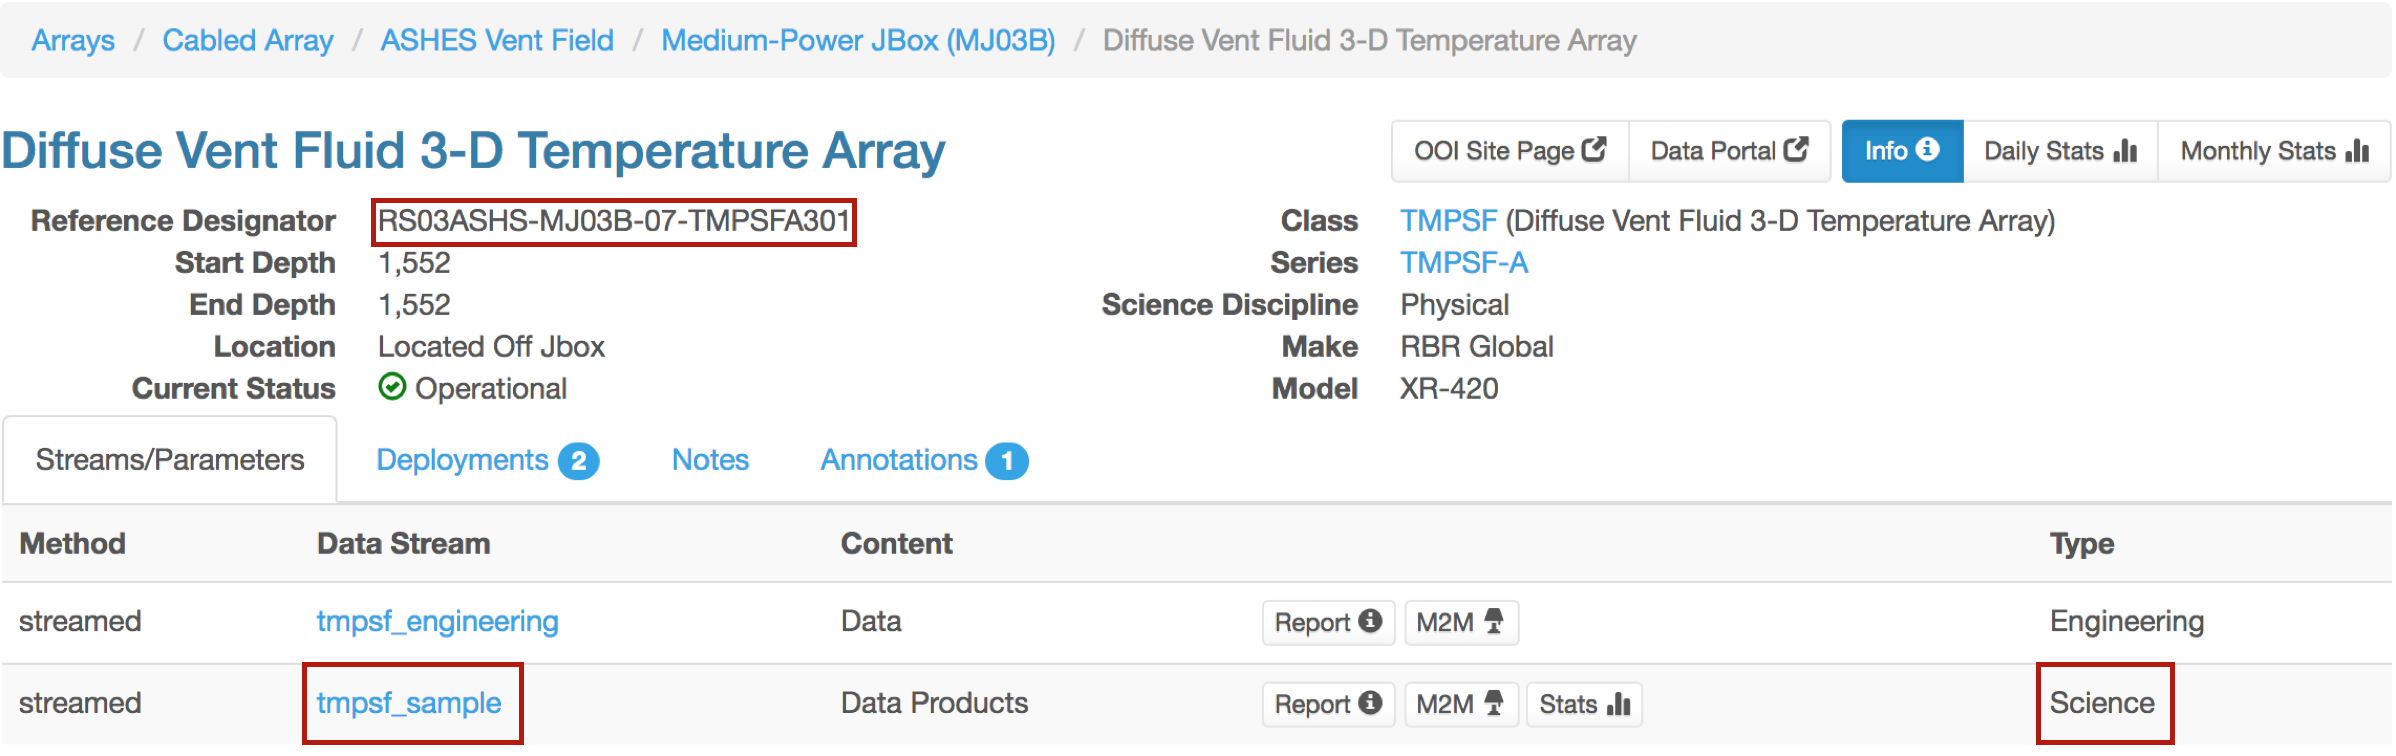 Arrays / Cabled Array / ASHES Vent Field / Medium-Power JBox (MJ03B) / Diffuse Vent Fluid 3-D Temperature Array
Diffuse Vent Fluid 3-D Temperature Array
OOI Site Page Data Portal Info Daily Stats Monthly Stats
Reference Designator RS03ASHS-MJ03B-07-TMPSFA301 Class TMPSF (Diffuse Vent Fluid 3-D Temperature Array)
Start Depth 1,552 Series TMPSF-A
End Depth 1,552 Science Discipline Physical
Location Located Off Jbox Make RBR Global
Current Status Operational Model XR-420
Streams/Parameters Deployments 2 Notes Annotations 1
Method Data Stream Content Type
streamed tmpsf_engineering Data Report M2M Engineering
streamed tmpsf_sample Data Products Report M2M Stats Science